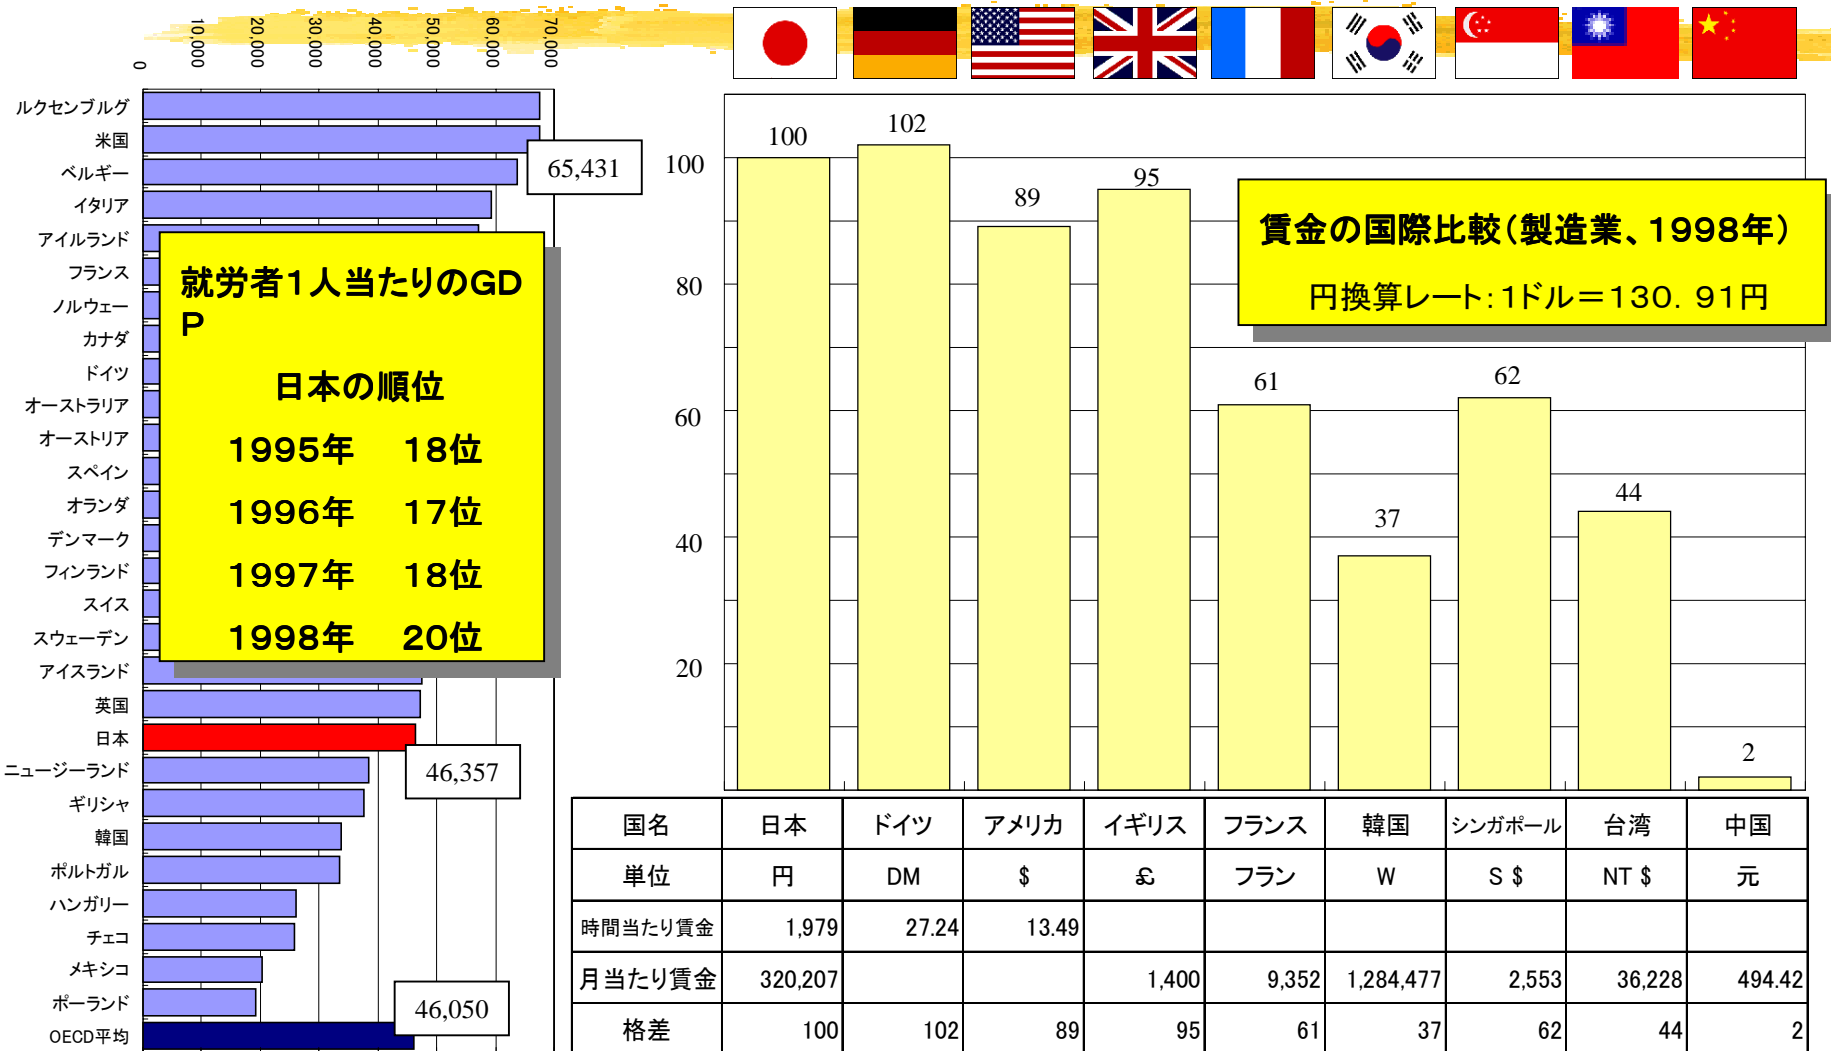 0
10,000
20,000
30,000
40,000
50,000
60,000
70,000
ルクセンブルグ
米国
ベルギー
イタリア
アイルランド
フランス
ノルウェー
カナダ
ドイツ
オーストラリア
オーストリア
スペイン
オランダ
デンマーク
フィンランド
スイス
スウェーデン
アイスランド
英国
日本
ニュージーランド
ギリシャ
韓国
ポルトガル
ハンガリー
チェコ
メキシコ
ポーランド
OECD平均
65,431
46,357
46,050
就労者1人当たりのGD
P
日本の順位
1995年 18位
1996年 17位
1997年 18位
1998年 20位
100
80
60
40
20
100
102
89
95
61
37
62
44
2
賃金の国際比較(製造業、1998年)
円換算レート:1ドル=130.91円
国名 日本 ドイツ アメリカ イギリス フランス 韓国 シンガポール 台湾 中国
単位 円 DM $ £ フラン W S $ NT $ 元
時間当たり賃金 1,979 27.24 13.49
月当たり賃金 320,207 1,400 9,352 1,284,477 2,553 36,228 494.42
格差 100 102 89 95 61 37 62 44 2